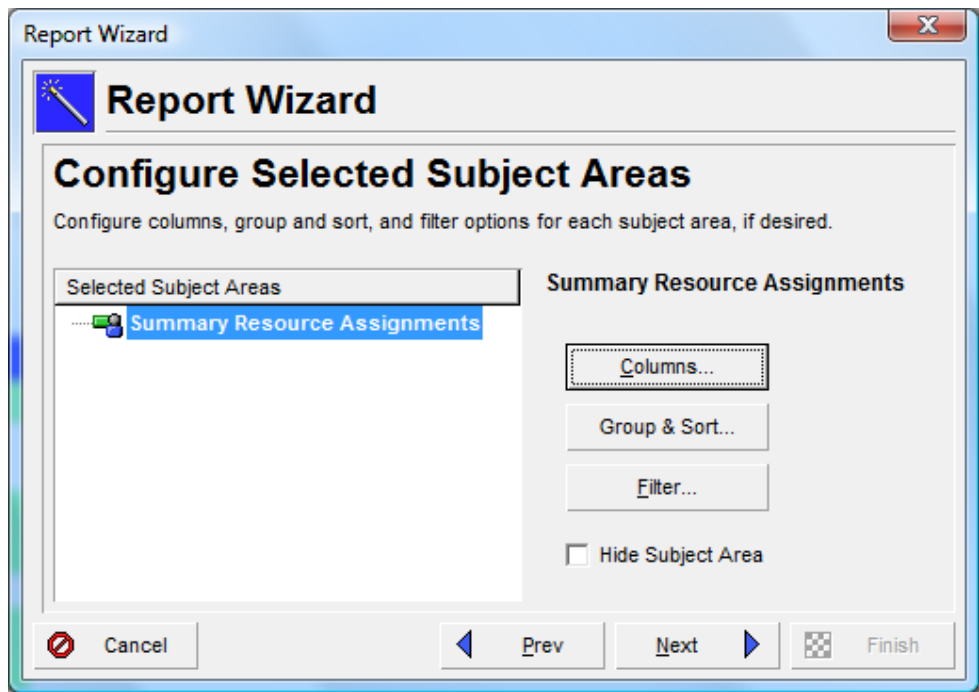 Report Wizard
X
Report Wizard
Configure Selected Subject Areas
Configure columns, group and sort, and filter options for each subject area, if desired.
Selected Subject Areas
Summary Resource Assignments
Summary Resource Assignments
Columns...
Group & Sort...
Filter...
Hide Subject Area
Cancel
Prev
Next
Finish